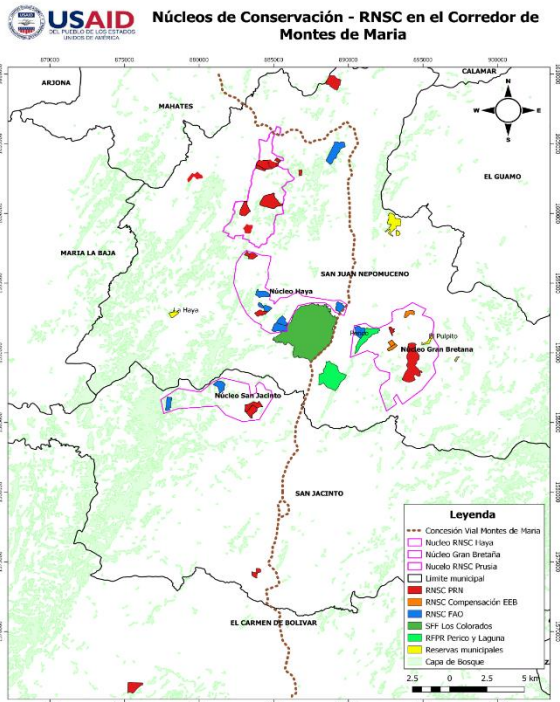 USAID
DEL PUEBLO DE LOS ESTADOS
UNIDOS DE AMÉRICA
Núcleos de Conservación - RNSC en el Corredor de
Montes de Maria
870000 875000 880000 885000 890000 895000 900000
ARJONA
CALAMAR
MAHATES
N
W E
S
EL GUAMO
MARIA LA BAJA
SAN JUAN NEPOMUCENO
Núcleo Haya
La Haya
El Pulpito
Núcleo Gran Bretana
Núcleo San Jacinto
SAN JACINTO
EL CARMEN DE BOLIVAR
Leyenda
Concesión Vial Montes de Maria
Nucleo RNSC Haya
Núcleo Gran Bretaña
Nucelo RNSC Prusia
Límite municipal
RNSC PRN
RNSC Compensación EEB
RNSC FAO
SFF Los Colorados
RFPR Perico y Laguna
Reservas municipales
Capa de Bosque
2.5 0 2.5 5 km